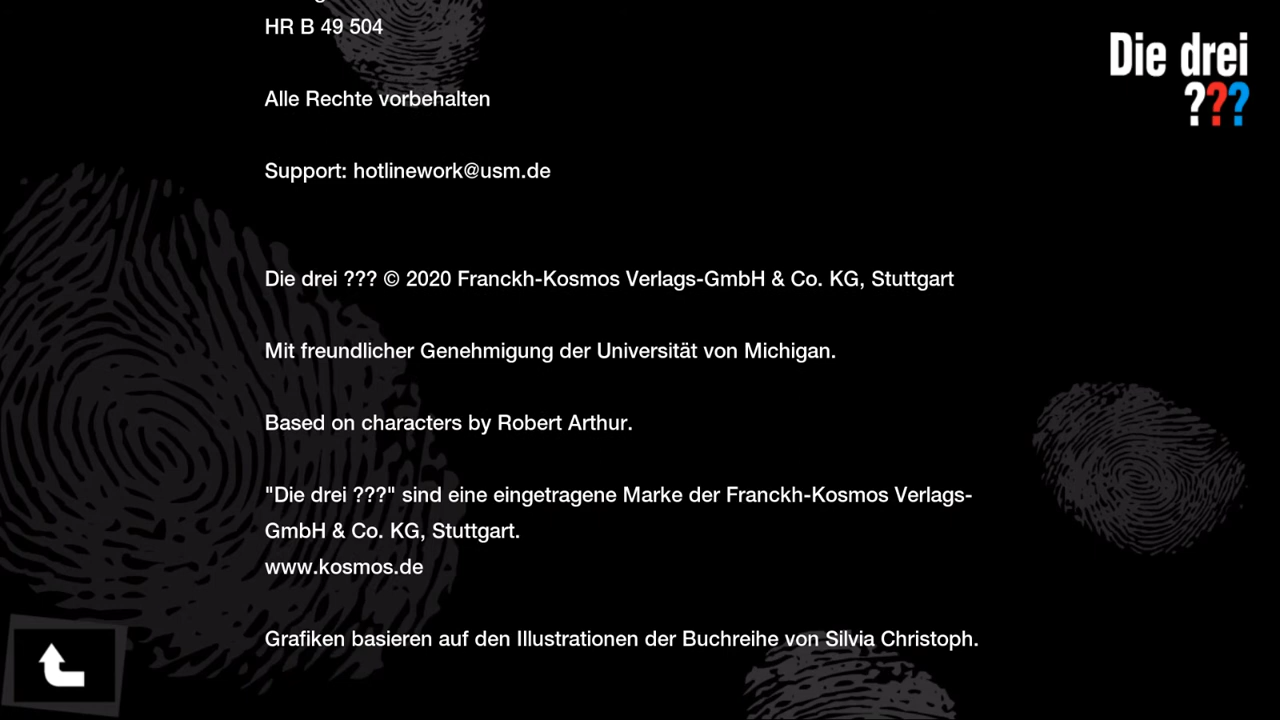 HR B 49 504
Alle Rechte vorbehalten
Support: hotlinework@usm.de
Die drei ??? © 2020 Franckh-Kosmos Verlags-GmbH & Co. KG, Stuttgart
Mit freundlicher Genehmigung der Universität von Michigan.
Based on characters by Robert Arthur.
"Die drei ???" sind eine eingetragene Marke der Franckh-Kosmos Verlags-
GmbH & Co. KG, Stuttgart.
www.kosmos.de
Grafiken basieren auf den Illustrationen der Buchreihe von Silvia Christoph.
Die drei
???